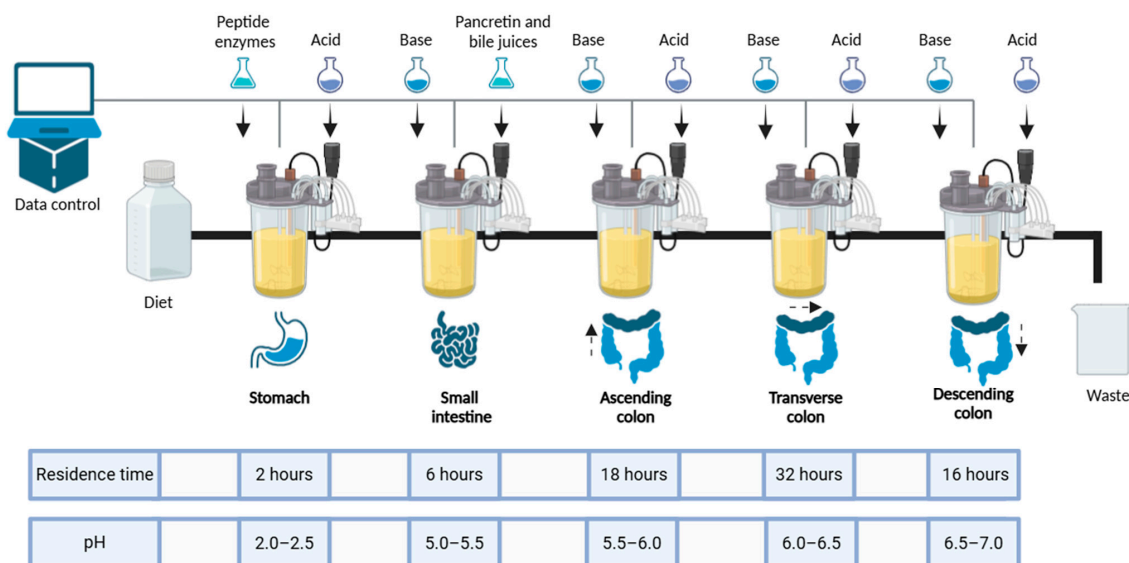 Peptide
enzymes
Acid
Base
Pancretin and
bile juices
Base
Acid
Base
Acid
Base
Acid
Data control
Diet
Stomach
Small
intestine
Ascending
colon
Transverse
colon
Descending
colon
Waste
Residence time 2 hours 6 hours 18 hours 32 hours 16 hours
pH 2.0–2.5 5.0–5.5 5.5–6.0 6.0–6.5 6.5–7.0